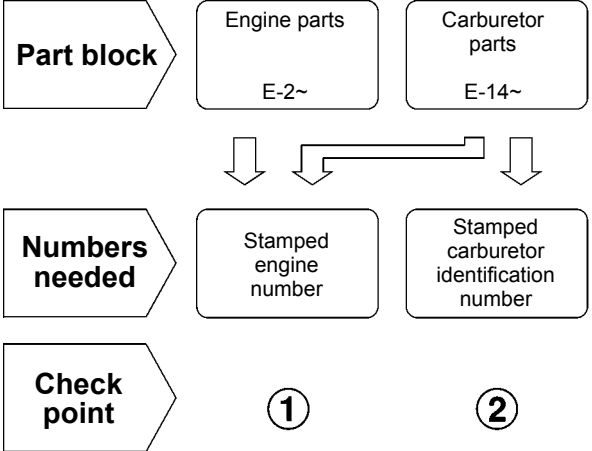 Part block
Engine parts
E-2~
Carburetor
parts
E-14~
Numbers
needed
Stamped
engine
number
Stamped
carburetor
identification
number
Check
point
①
②